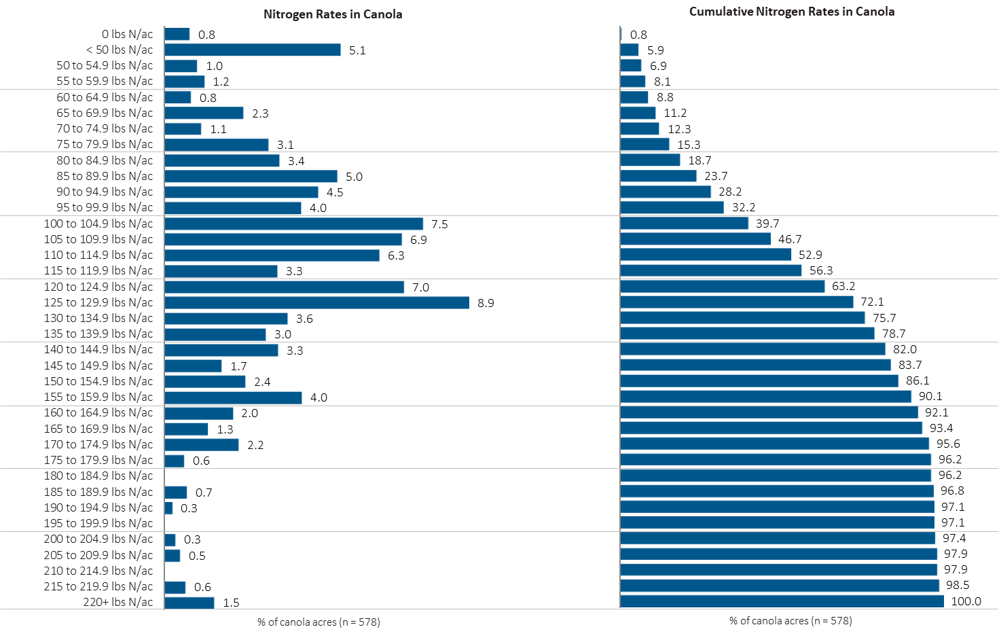 Nitrogen Rates in Canola
Cumulative Nitrogen Rates in Canola
0 lbs N/ac 0.8 0.8
< 50 lbs N/ac 5.1 5.9
50 to 54.9 lbs N/ac 1.0 6.9
55 to 59.9 lbs N/ac 1.2 8.1
60 to 64.9 lbs N/ac 0.8 8.8
65 to 69.9 lbs N/ac 2.3 11.2
70 to 74.9 lbs N/ac 1.1 12.3
75 to 79.9 lbs N/ac 3.1 15.3
80 to 84.9 lbs N/ac 3.4 18.7
85 to 89.9 lbs N/ac 5.0 23.7
90 to 94.9 lbs N/ac 4.5 28.2
95 to 99.9 lbs N/ac 4.0 32.2
100 to 104.9 lbs N/ac 7.5 39.7
105 to 109.9 lbs N/ac 6.9 46.7
110 to 114.9 lbs N/ac 6.3 52.9
115 to 119.9 lbs N/ac 3.3 56.3
120 to 124.9 lbs N/ac 7.0 63.2
125 to 129.9 lbs N/ac 8.9 72.1
130 to 134.9 lbs N/ac 3.6 75.7
135 to 139.9 lbs N/ac 3.0 78.7
140 to 144.9 lbs N/ac 3.3 82.0
145 to 149.9 lbs N/ac 1.7 83.7
150 to 154.9 lbs N/ac 2.4 86.1
155 to 159.9 lbs N/ac 4.0 90.1
160 to 164.9 lbs N/ac 2.0 92.1
165 to 169.9 lbs N/ac 1.3 93.4
170 to 174.9 lbs N/ac 2.2 95.6
175 to 179.9 lbs N/ac 0.6 96.2
180 to 184.9 lbs N/ac 96.2
185 to 189.9 lbs N/ac 0.7 96.8
190 to 194.9 lbs N/ac 0.3 97.1
195 to 199.9 lbs N/ac 97.1
200 to 204.9 lbs N/ac 0.3 97.4
205 to 209.9 lbs N/ac 0.5 97.9
210 to 214.9 lbs N/ac 97.9
215 to 219.9 lbs N/ac 0.6 98.5
220+ lbs N/ac 1.5 100.0
% of canola acres (n = 578)
% of canola acres (n = 578)